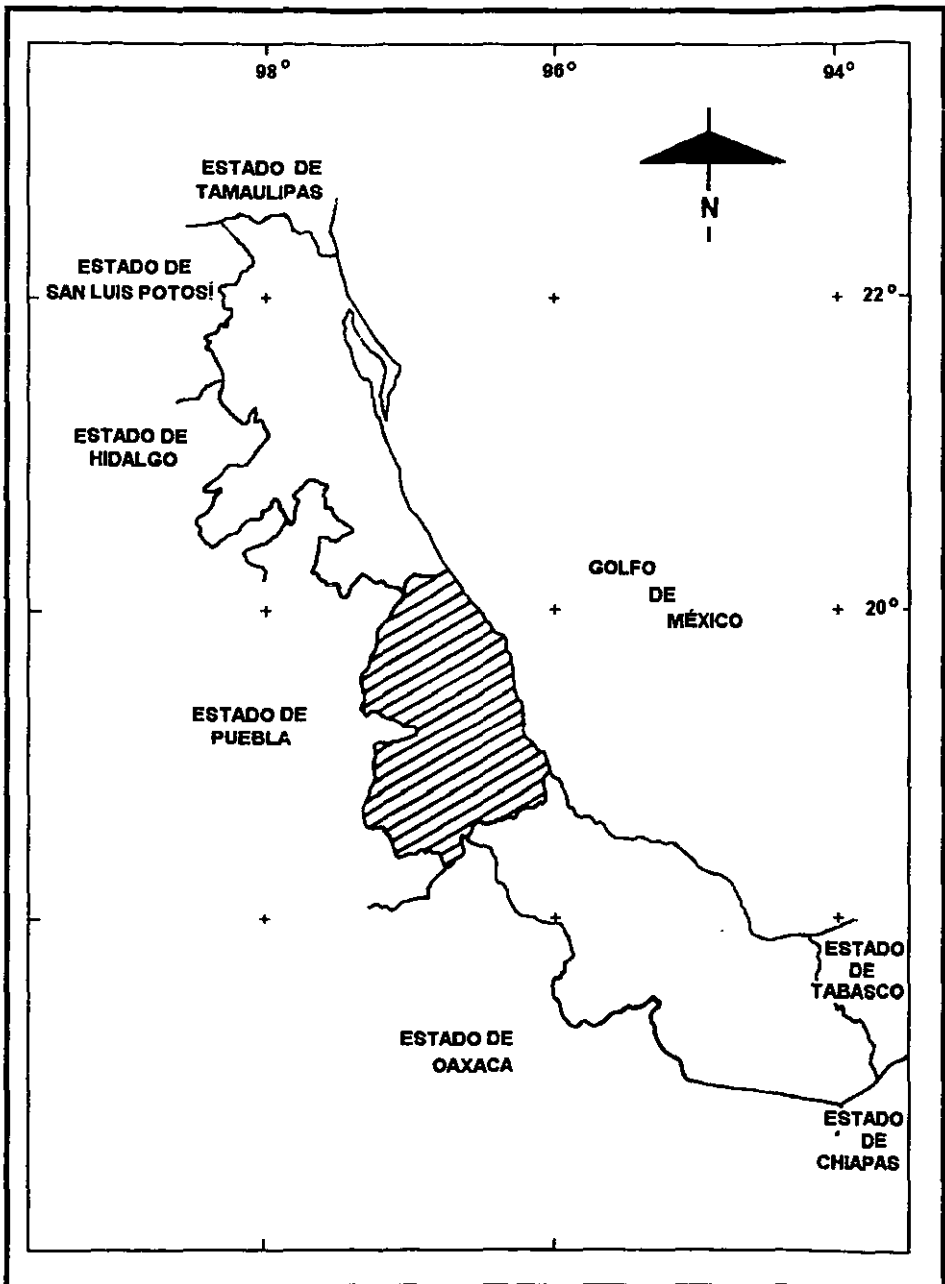 98°
96°
94°
ESTADO DE
TAMAULIPAS
N
ESTADO DE
SAN LUIS POTOSÍ
22°
ESTADO DE
HIDALGO
GOLFO
DE
MÉXICO
20°
ESTADO DE
PUEBLA
ESTADO
DE
TABASCO
ESTADO DE
OAXACA
ESTADO
DE
CHIAPAS